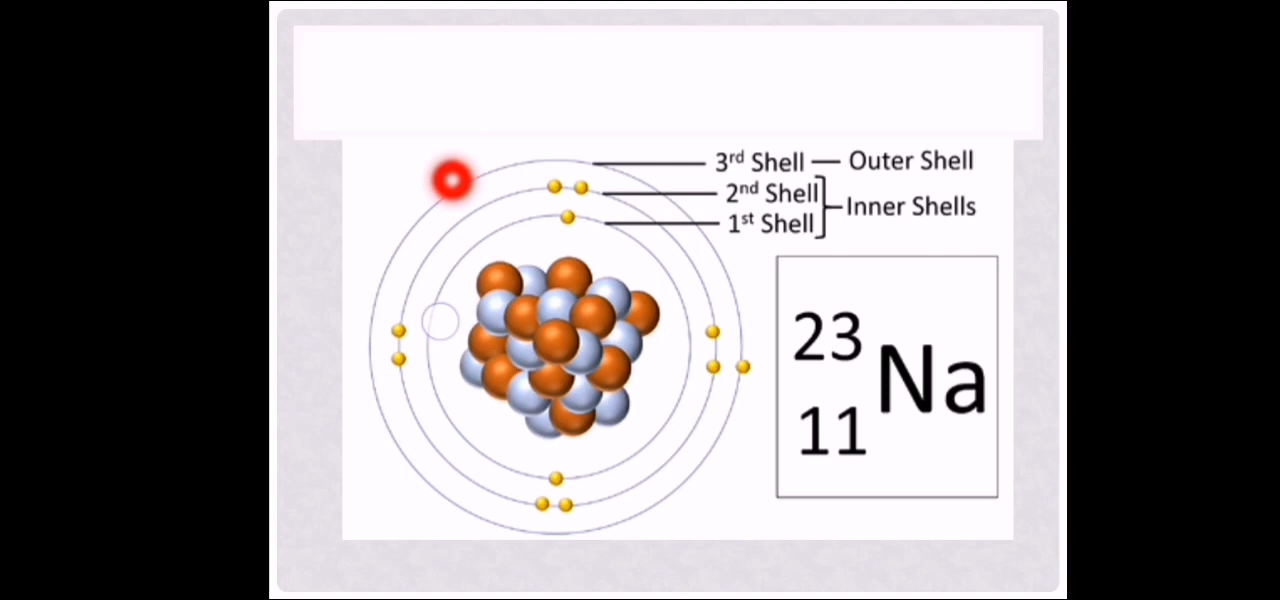 3rd Shell — Outer Shell
2nd Shell
Inner Shells
1st Shell
23
Na
11